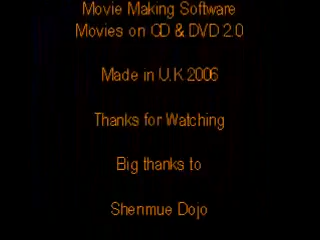 Movie Making Software
Movies on CD & DVD 2.0
Made in U.K 2006
Thanks for Watching
Big thanks to
Shenmue Dojo